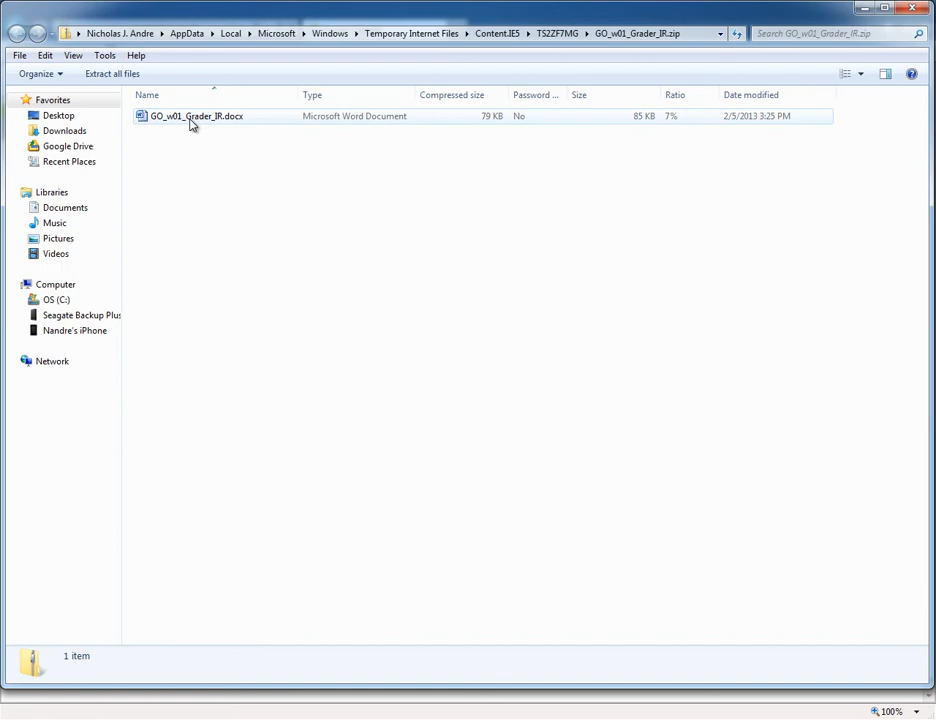 Nicholas J. Andre AppData Local Microsoft Windows Temporary Internet Files Content.IE5 TS2ZF7MG GO_w01_Grader_IR.zip Search GO_w01_Grader_IR.zip
File Edit View Tools Help
Organize Extract all files
Name Type Compressed size Password ... Size Ratio Date modified
GO_w01_Grader_IR.docx Microsoft Word Document 79 KB No 85 KB 7% 2/5/2013 3:25 PM
Favorites
Desktop
Downloads
Google Drive
Recent Places
Libraries
Documents
Music
Pictures
Videos
Computer
OS (C:)
Seagate Backup Plus
Nandre's iPhone
Network
1 item
100%